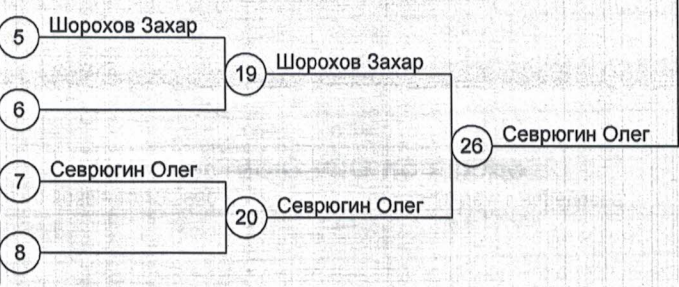 5 Шорохов Захар
19 Шорохов Захар
6
26 Севрюгин Олег
7 Севрюгин Олег
20 Севрюгин Олег
8